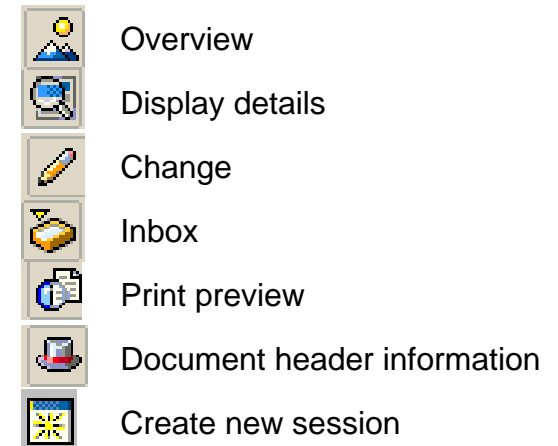 Overview
Display details
Change
Inbox
Print preview
Document header information
Create new session